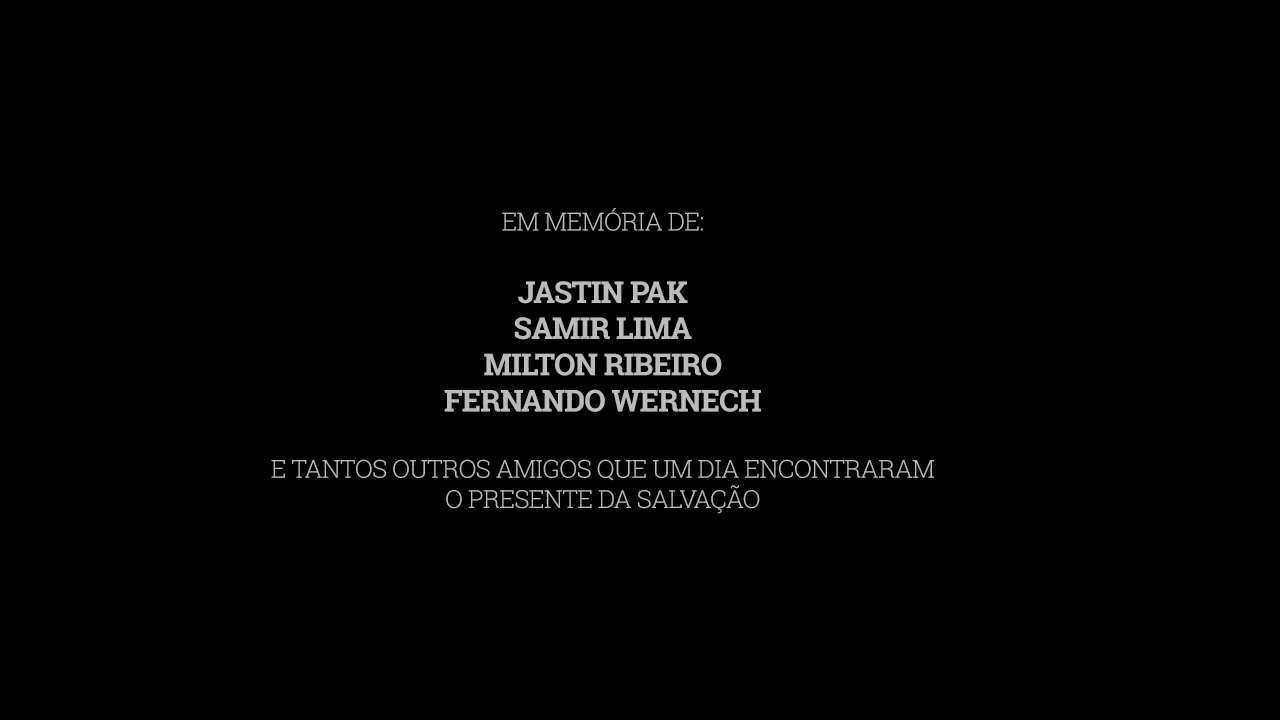 EM MEMÓRIA DE:
JASTIN PAK
SAMIR LIMA
MILTON RIBEIRO
FERNANDO WERNECH
E TANTOS OUTROS AMIGOS QUE UM DIA ENCONTRARAM
O PRESENTE DA SALVAÇÃO